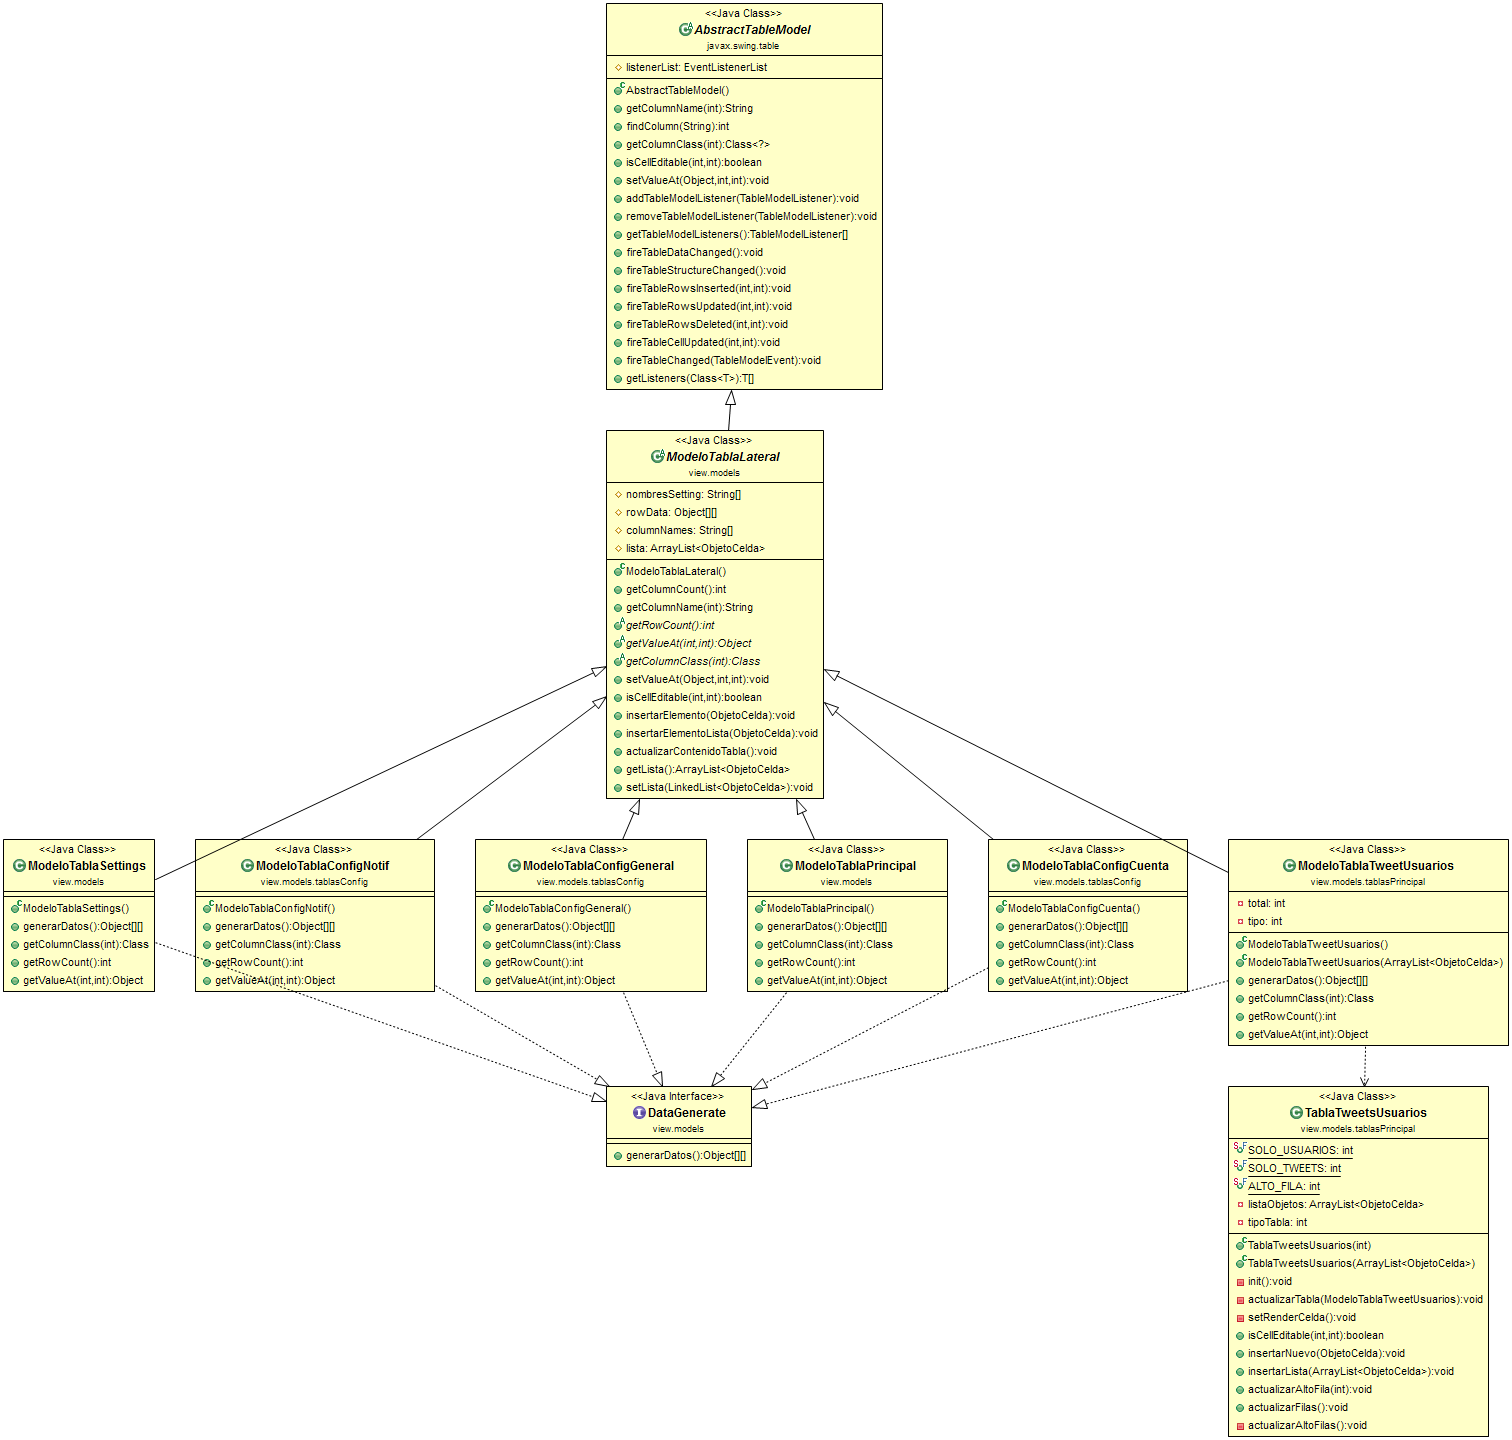 <<Java Class>>
AbstractTableModel
javax.swing.table
listenerList: EventListenerList
AbstractTableModel()
getColumnName(int):String
findColumn(String):int
getColumnClass(int):Class<?>
isCellEditable(int,int):boolean
setValueAt(Object,int,int):void
addTableModelListener(TableModelListener):void
removeTableModelListener(TableModelListener):void
getTableModelListeners():TableModelListener[]
fireTableDataChanged():void
fireTableStructureChanged():void
fireTableRowsInserted(int,int):void
fireTableRowsUpdated(int,int):void
fireTableRowsDeleted(int,int):void
fireTableCellUpdated(int,int):void
fireTableChanged(TableModelEvent):void
getListeners(Class<T>):T[]
<<Java Class>>
ModeloTablaLateral
view.models
nombresSetting: String[]
rowData: Object[][]
columnNames: String[]
lista: ArrayList<ObjetoCelda>
ModeloTablaLateral()
getColumnCount():int
getColumnName(int):String
getRowCount():int
getValueAt(int,int):Object
getColumnClass(int):Class
setValueAt(Object,int,int):void
isCellEditable(int,int):boolean
insertarElemento(ObjetoCelda):void
insertarElementoLista(ObjetoCelda):void
actualizarContenidoTabla():void
getLista():ArrayList<ObjetoCelda>
setLista(LinkedList<ObjetoCelda>):void
<<Java Class>>
ModeloTablaSettings
view.models
ModeloTablaSettings()
generarDatos():Object[][]
getColumnClass(int):Class
getRowCount():int
getValueAt(int,int):Object
<<Java Class>>
ModeloTablaConfigNotif
view.models.tablasConfig
ModeloTablaConfigNotif()
generarDatos():Object[][]
getColumnClass(int):Class
getRowCount():int
getValueAt(int,int):Object
<<Java Class>>
ModeloTablaConfigGeneral
view.models.tablasConfig
ModeloTablaConfigGeneral()
generarDatos():Object[][]
getColumnClass(int):Class
getRowCount():int
getValueAt(int,int):Object
<<Java Class>>
ModeloTablaPrincipal
view.models
ModeloTablaPrincipal()
generarDatos():Object[][]
getColumnClass(int):Class
getRowCount():int
getValueAt(int,int):Object
<<Java Class>>
ModeloTablaConfigCuenta
view.models.tablasConfig
ModeloTablaConfigCuenta()
generarDatos():Object[][]
getColumnClass(int):Class
getRowCount():int
getValueAt(int,int):Object
<<Java Class>>
ModeloTablaTweetUsuarios
view.models.tablasPrincipal
total: int
tipo: int
ModeloTablaTweetUsuarios()
ModeloTablaTweetUsuarios(ArrayList<ObjetoCelda>)
generarDatos():Object[][]
getColumnClass(int):Class
getRowCount():int
getValueAt(int,int):Object
<<Java Interface>>
DataGenerate
view.models
generarDatos():Object[][]
<<Java Class>>
TablaTweetsUsuarios
view.models.tablasPrincipal
SOLO_USUARIOS: int
SOLO_TWEETS: int
ALTO_FILA: int
listaObjetos: ArrayList<ObjetoCelda>
tipoTabla: int
TablaTweetsUsuarios(int)
TablaTweetsUsuarios(ArrayList<ObjetoCelda>)
init():void
actualizarTabla(ModeloTablaTweetUsuarios):void
setRenderCelda():void
isCellEditable(int,int):boolean
insertarNuevo(ObjetoCelda):void
insertarLista(ArrayList<ObjetoCelda>):void
actualizarAltoFila(int):void
actualizarFilas():void
actualizarAltoFilas():void